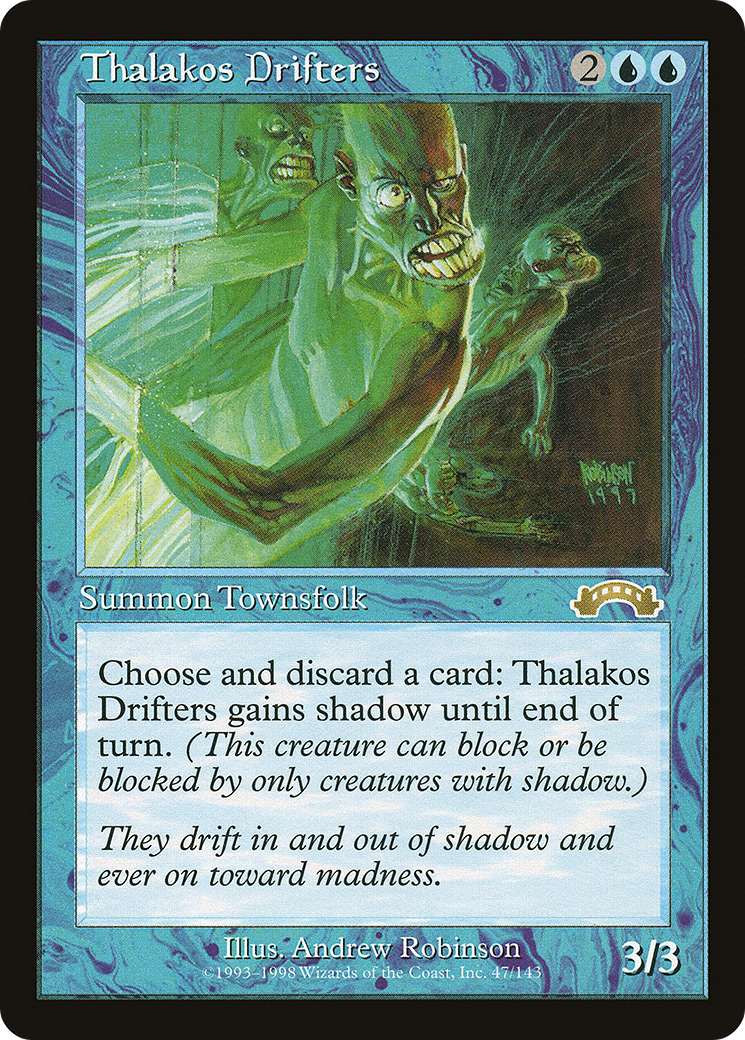 Thalakos Drifters 2
ROBINSON
1997
Summon Townsfolk
Choose and discard a card: Thalakos
Drifters gains shadow until end of
turn. (This creature can block or be
blocked by only creatures with shadow.)
They drift in and out of shadow and
ever on toward madness.
Illus. Andrew Robinson
©1993–1998 Wizards of the Coast, Inc. 47/143
3/3